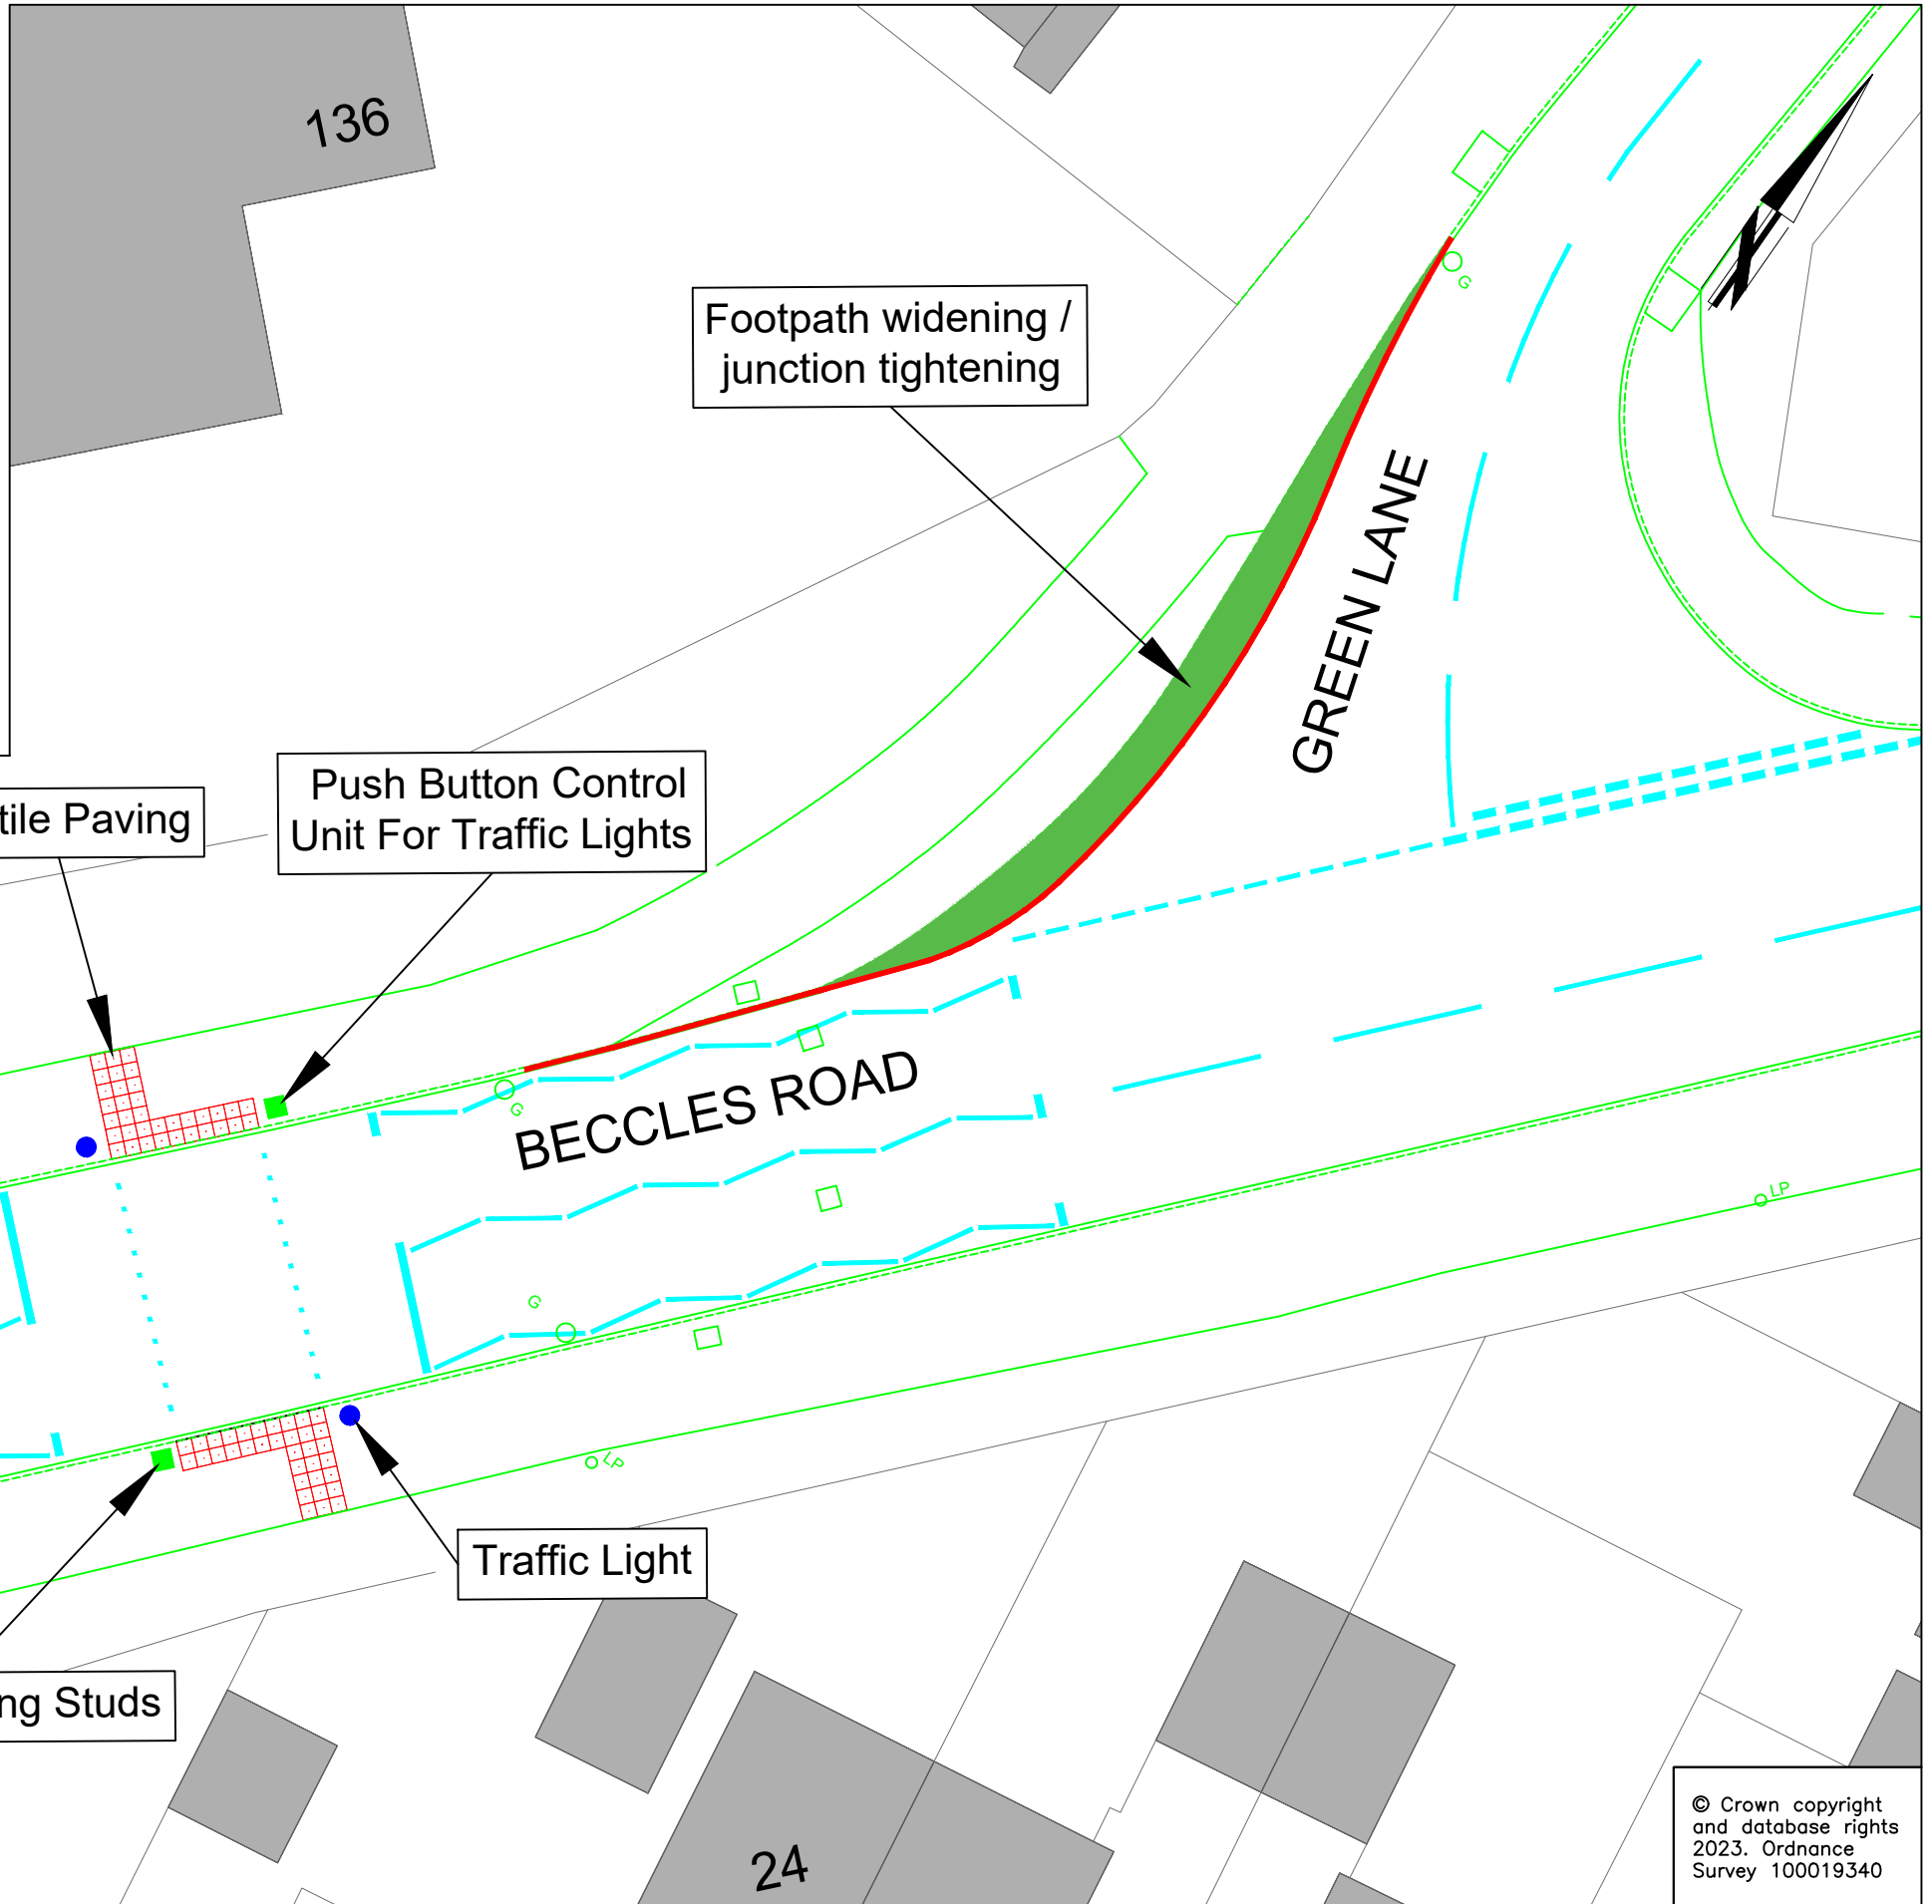 136
Footpath widening /
junction tightening
N
GREEN LANE
G
tile Paving
Push Button Control
Unit For Traffic Lights
G
BECCLES ROAD
LP
G
LP
Traffic Light
ng Studs
24
© Crown copyright
and database rights
2023. Ordnance
Survey 100019340